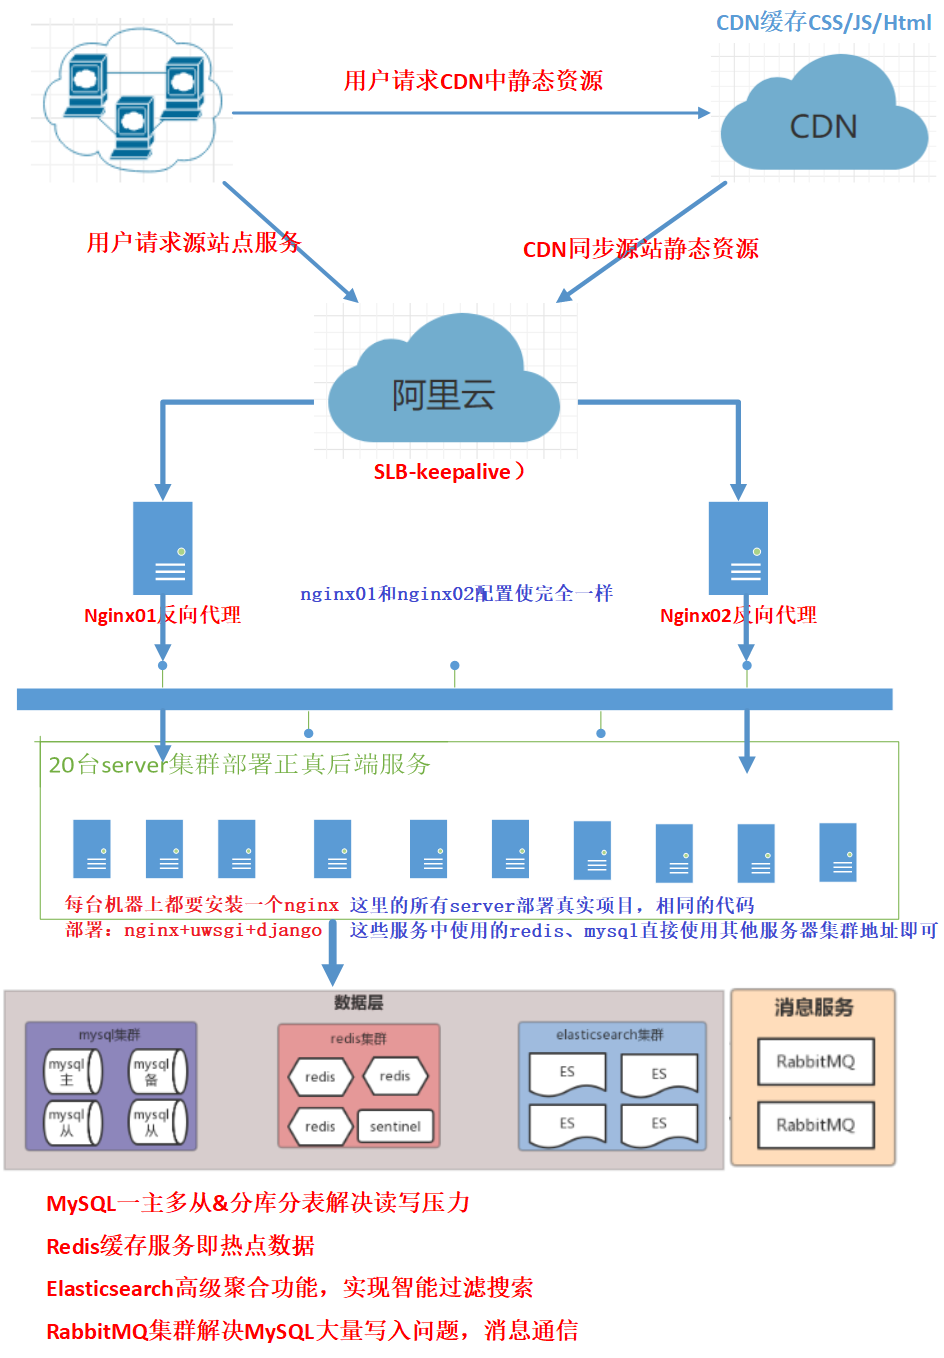 CDN缓存CSS/JS/Html
用户请求CDN中静态资源
CDN
用户请求源站点服务
CDN同步源站静态资源
阿里云
SLB-keepalive）
nginx01和nginx02配置使完全一样
Nginx01反向代理
Nginx02反向代理
20台server集群部署正真后端服务
每台机器上都要安装一个nginx
部署：nginx+uwsgi+django
这里的所有server部署真实项目，相同的代码
这些服务中使用的redis、mysql直接使用其他服务器集群地址即可
数据层
消息服务
mysql集群
mysql
主
mysql
备
mysql
从
mysql
从
redis集群
redis
redis
redis
sentinel
elasticsearch集群
ES
ES
ES
ES
RabbitMQ
RabbitMQ
MySQL一主多从&分库分表解决读写压力
Redis缓存服务即热点数据
Elasticsearch高级聚合功能，实现智能过滤搜索
RabbitMQ集群解决MySQL大量写入问题，消息通信